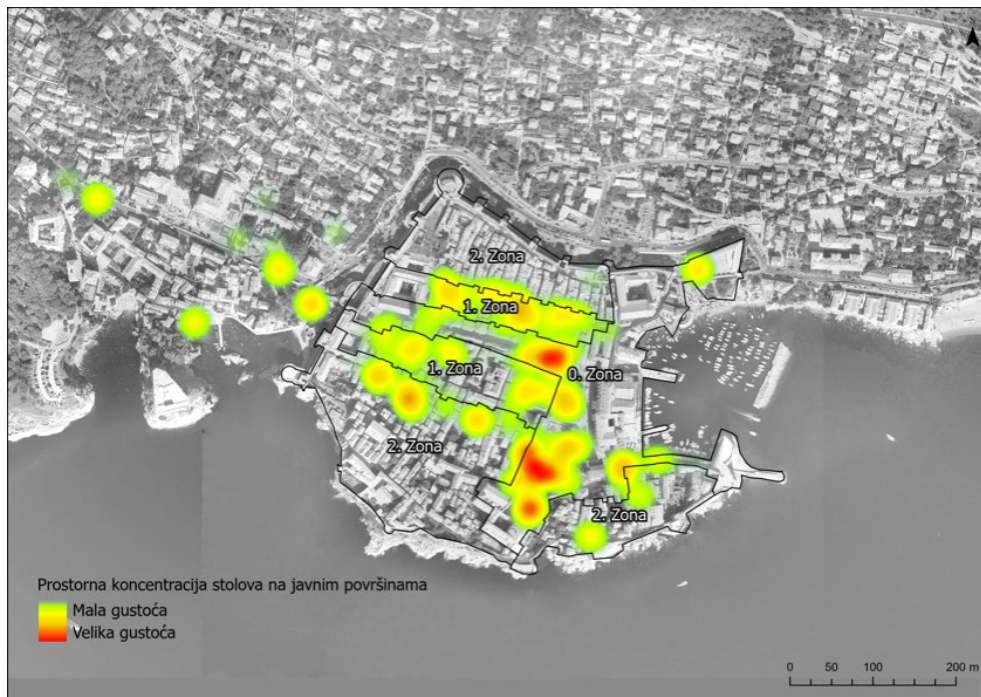 2. Zona
1. Zona
0. Zona
1. Zona
2. Zona
2. Zona
Prostorna koncentracija stolova na javnim površinama
Mala gustoća
Velika gustoća
0 50 100 200 m